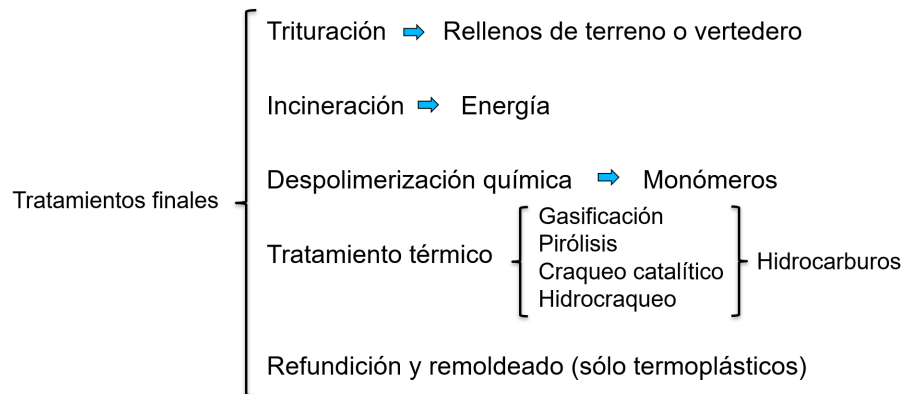 Trituración Rellenos de terreno o vertedero
Incineración Energía
Despolimerización química Monómeros
Tratamientos finales
Gasificación
Pirólisis
Tratamiento térmico
Craqueo catalítico
Hidrocarburos
Hidrocraqueo
Refundición y remoldeado (sólo termoplásticos)